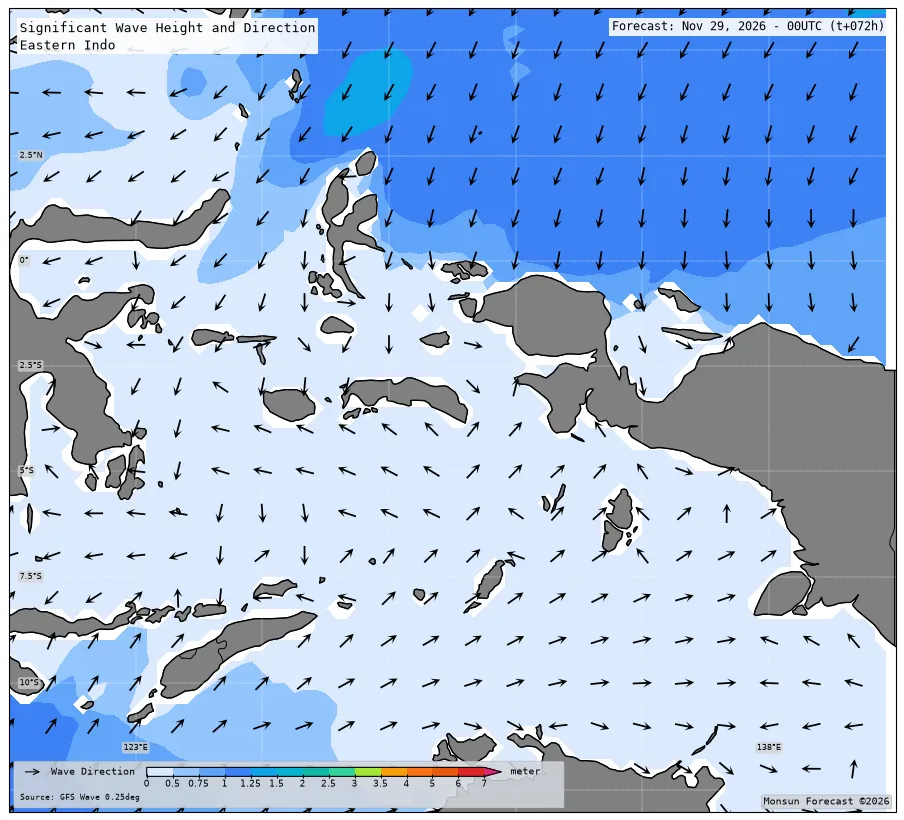 Significant Wave Height and Direction
Eastern Indo
Forecast: Nov 29, 2026 - 00UTC (t+072h)
2.5°N
0°
2.5°S
5°S
7.5°S
10°S
123°E
138°E
Wave Direction
meter
0 0.5 0.75 1 1.25 1.5 2 2.5 3 3.5 4 5 6 7
Source: GFS Wave 0.25deg
Monsun Forecast ©2026